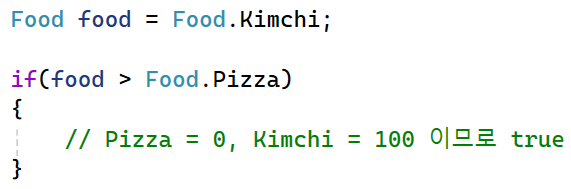 Food food = Food.Kimchi;
if(food > Food.Pizza)
{
// Pizza = 0, Kimchi = 100 이므로 true
}